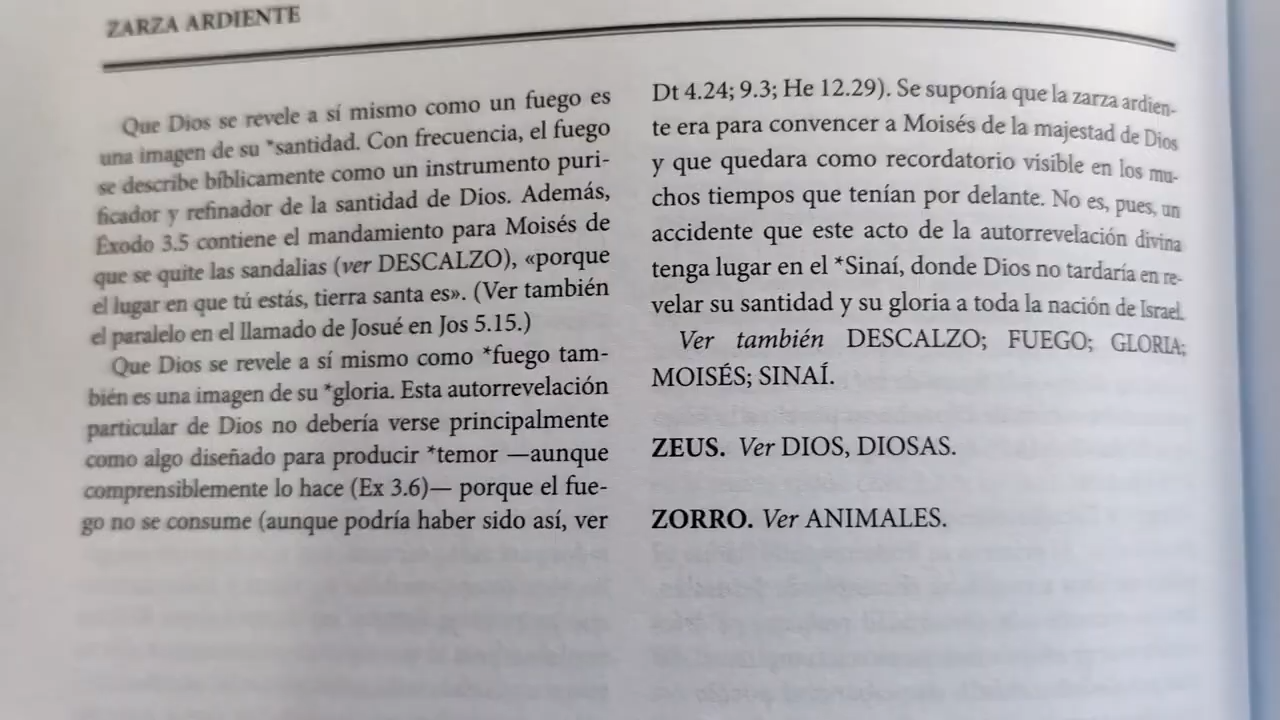 ZARZA ARDIENTE
Que Dios se revele a sí mismo como un fuego es
una imagen de su *santidad. Con frecuencia, el fuego
se describe bíblicamente como un instrumento puri-
ficador y refinador de la santidad de Dios. Además,
Éxodo 3.5 contiene el mandamiento para Moisés de
que se quite las sandalias (ver DESCALZO), «porque
el lugar en que tú estás, tierra santa es». (Ver también
el paralelo en el llamado de Josué en Jos 5.15.)
Que Dios se revele a sí mismo como *fuego tam-
bién es una imagen de su *gloria. Esta autorrevelación
particular de Dios no debería verse principalmente
como algo diseñado para producir *temor —aunque
comprensiblemente lo hace (Ex 3.6)— porque el fue-
go no se consume (aunque podría haber sido así, ver
Dt 4.24; 9.3; He 12.29). Se suponía que la zarza ardien-
te era para convencer a Moisés de la majestad de Dios
y que quedara como recordatorio visible en los mu-
chos tiempos que tenían por delante. No es, pues, un
accidente que este acto de la autorrevelación divina
tenga lugar en el *Sinaí, donde Dios no tardaría en re-
velar su santidad y su gloria a toda la nación de Israel.
Ver también DESCALZO; FUEGO; GLORIA;
MOISÉS; SINAÍ.
ZEUS. Ver DIOS, DIOSAS.
ZORRO. Ver ANIMALES.